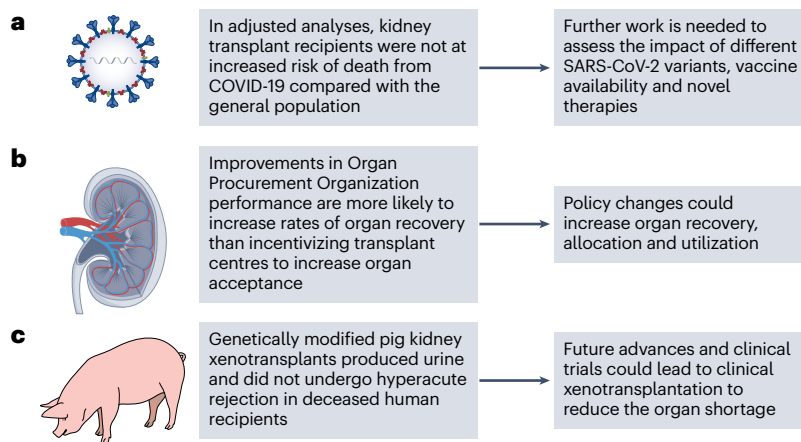 a
In adjusted analyses, kidney
transplant recipients were not at
increased risk of death from
COVID-19 compared with the
general population
Further work is needed to
assess the impact of different
SARS-CoV-2 variants, vaccine
availability and novel
therapies
b
Improvements in Organ
Procurement Organization
performance are more likely to
increase rates of organ recovery
than incentivizing transplant
centres to increase organ
acceptance
Policy changes could
increase organ recovery,
allocation and utilization
c
Genetically modified pig kidney
xenotransplants produced urine
and did not undergo hyperacute
rejection in deceased human
recipients
Future advances and clinical
trials could lead to clinical
xenotransplantation to
reduce the organ shortage